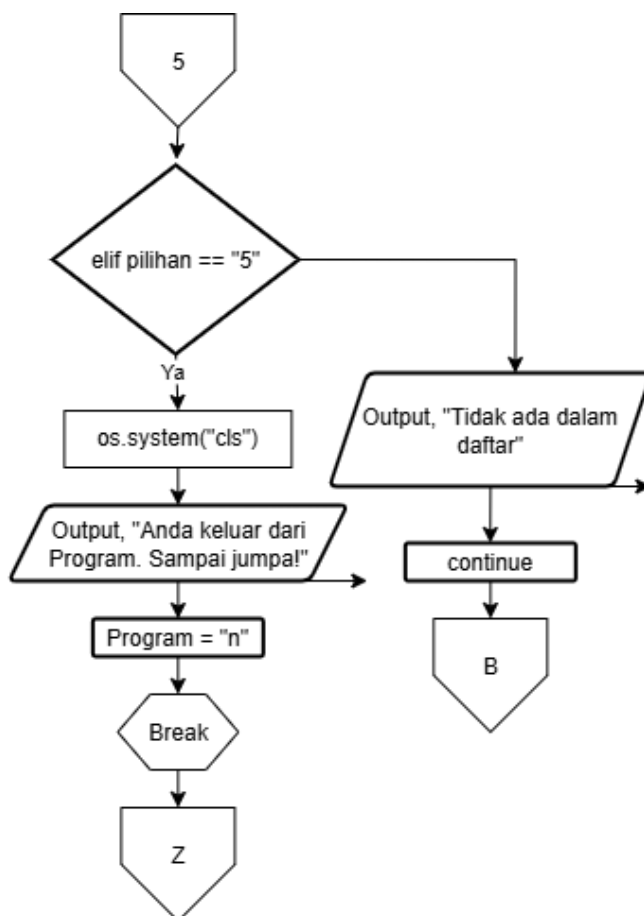 5
elif pilihan == "5"
Ya
os.system("cls")
Output, "Anda keluar dari
Program. Sampai jumpa!"
Program = "n"
Break
Z
Output, "Tidak ada dalam
daftar"
continue
B